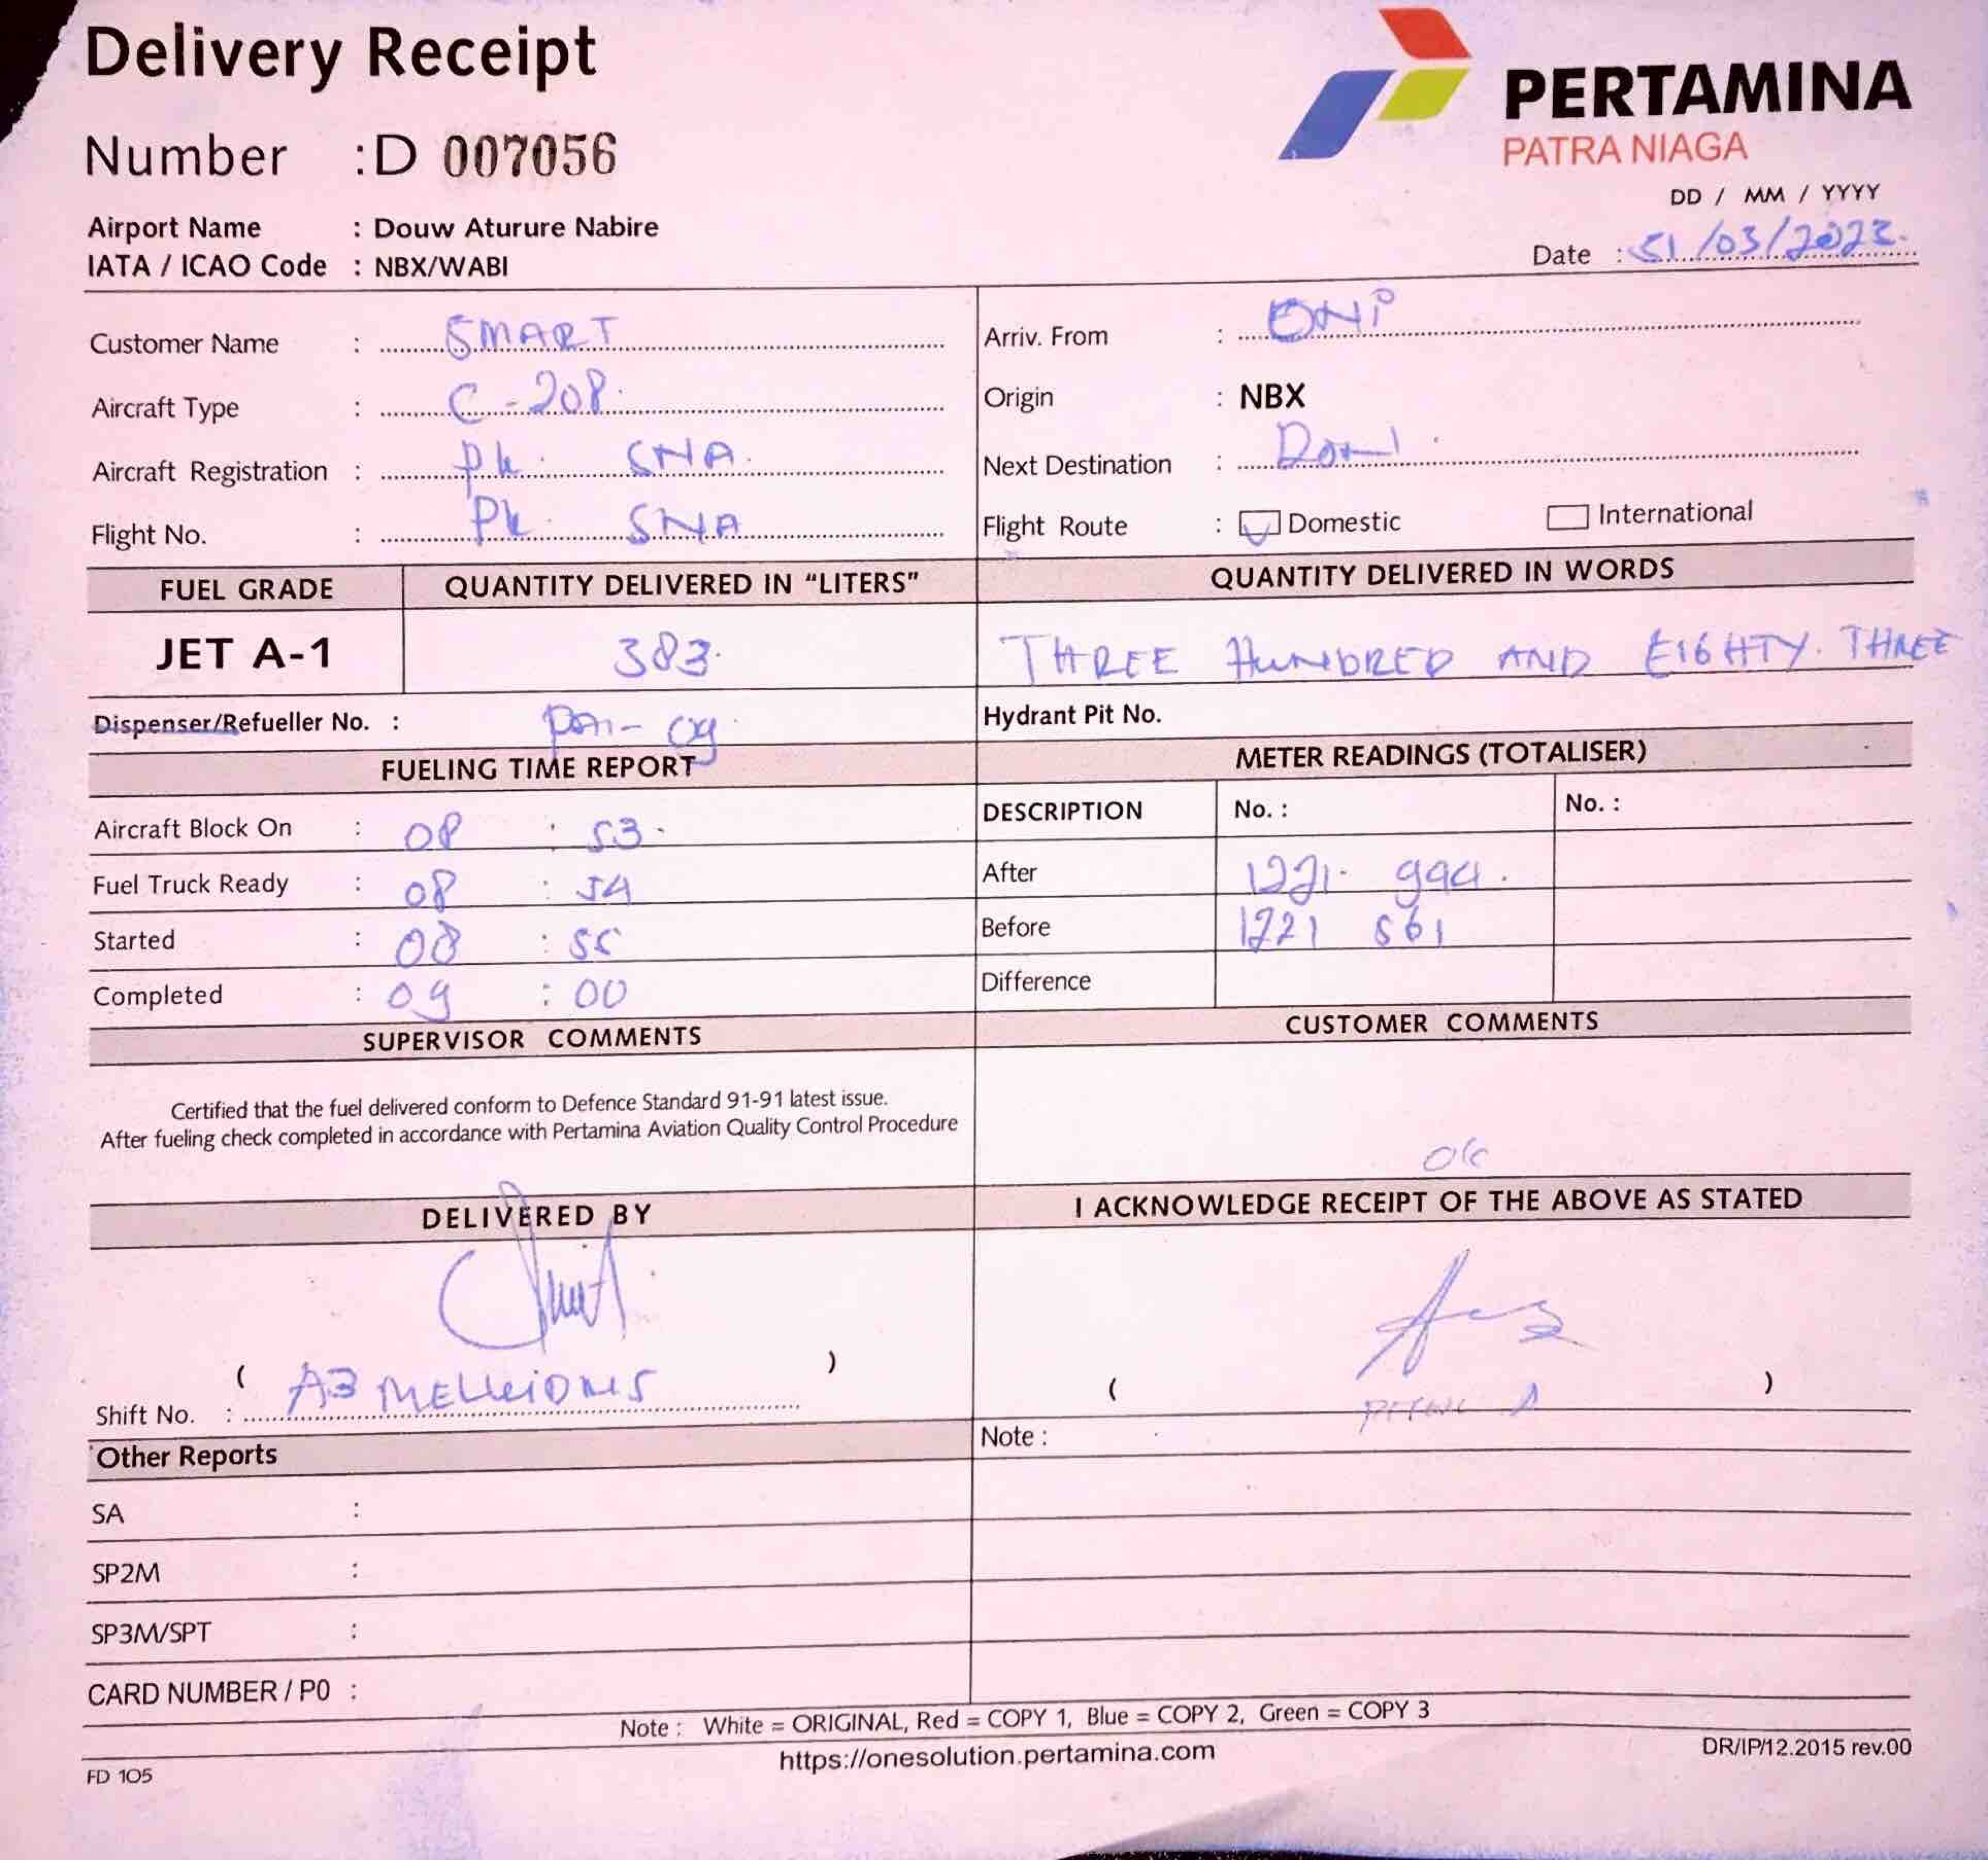 Delivery Receipt
PERTAMINA
PATRA NIAGA
Number : D 007056
DD / MM / YYYY
Airport Name : Douw Aturure Nabire
IATA / ICAO Code : NBX/WABI
Date : 31/03/2023
Customer Name : SMART
Arriv. From : ONI
Aircraft Type : C-208
Origin : NBX
Aircraft Registration : PK SNA
Next Destination :
Flight No. : PK SNA
Flight Route : Domestic International
FUEL GRADE QUANTITY DELIVERED IN "LITERS" QUANTITY DELIVERED IN WORDS
JET A-1 383 THREE HUNDRED AND EIGHTY THREE
Dispenser/Refueller No. : Hydrant Pit No.
FUELING TIME REPORT METER READINGS (TOTALISER)
DESCRIPTION No. : No. :
Aircraft Block On : 08 : 53
After 1221 944
Fuel Truck Ready : 08 : 54
Before 1221 561
Started : 08 : 55
Difference
Completed : 09 : 00
SUPERVISOR COMMENTS CUSTOMER COMMENTS
Certified that the fuel delivered conform to Defence Standard 91-91 latest issue.
After fueling check completed in accordance with Pertamina Aviation Quality Control Procedure
OK
DELIVERED BY I ACKNOWLEDGE RECEIPT OF THE ABOVE AS STATED
( ) ( )
Shift No. :
Note :
Other Reports
SA :
SP2M :
SP3M/SPT :
CARD NUMBER / P0 :
Note : White = ORIGINAL, Red = COPY 1, Blue = COPY 2, Green = COPY 3
https://onesolution.pertamina.com
DR/IP/12.2015 rev.00
FD 105